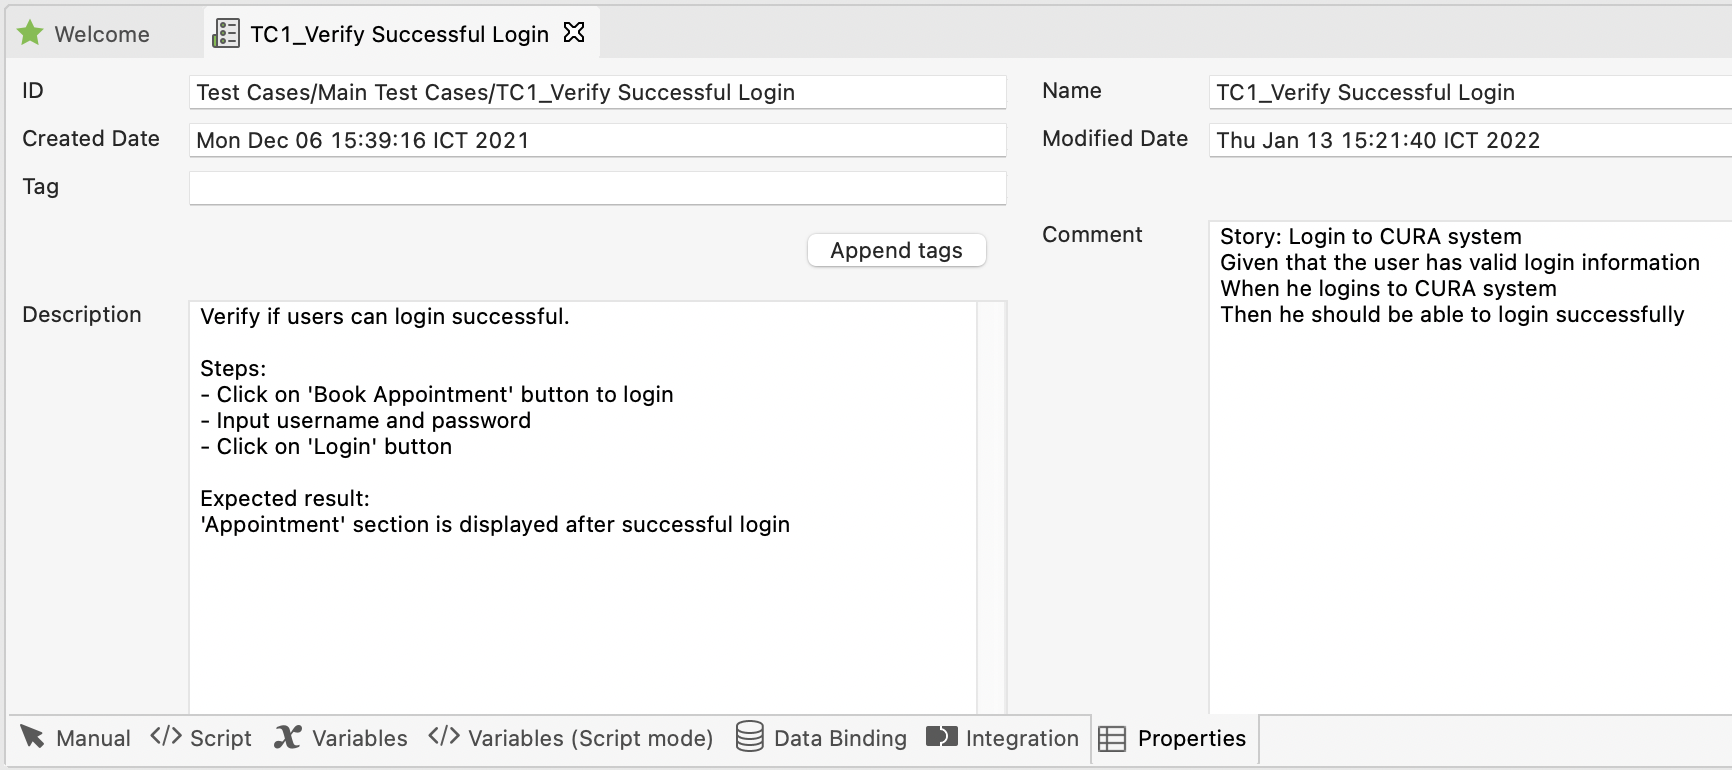 Welcome
TC1_Verify Successful Login
ID
Test Cases/Main Test Cases/TC1_Verify Successful Login
Name
TC1_Verify Successful Login
Created Date
Mon Dec 06 15:39:16 ICT 2021
Modified Date
Thu Jan 13 15:21:40 ICT 2022
Tag
Append tags
Comment
Story: Login to CURA system
Given that the user has valid login information
When he logins to CURA system
Then he should be able to login successfully
Description
Verify if users can login successful.
Steps:
- Click on 'Book Appointment' button to login
- Input username and password
- Click on 'Login' button
Expected result:
'Appointment' section is displayed after successful login
Manual
</> Script
Variables
</> Variables (Script mode)
Data Binding
Integration
Properties